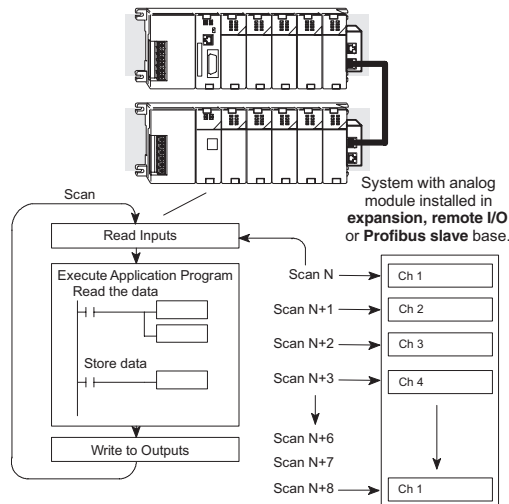 System with analog
module installed in
expansion, remote I/O
or Profibus slave base.
Scan
Read Inputs
Execute Application Program
Read the data
Store data
Write to Outputs
Scan N
Ch 1
Scan N+1
Ch 2
Scan N+2
Ch 3
Scan N+3
Ch 4
Scan N+6
Scan N+7
Scan N+8
Ch 1